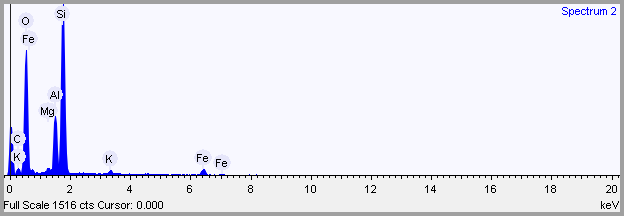 Spectrum 2
Si
O
Fe
Al
Mg
C
K
K
Fe
Fe
0 2 4 6 8 10 12 14 16 18 20
Full Scale 1516 cts Cursor: 0.000 keV